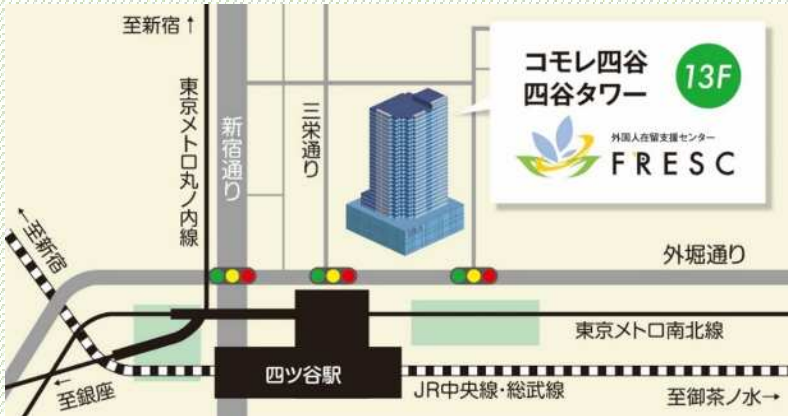 至新宿↑
コモレ四谷
四谷タワー
13F
外国人在留支援センター
FRESC
東京メトロ丸ノ内線
新宿通り
三栄通り
←至新宿
外堀通り
東京メトロ南北線
四ツ谷駅
JR中央線・総武線
←至銀座
至御茶ノ水→